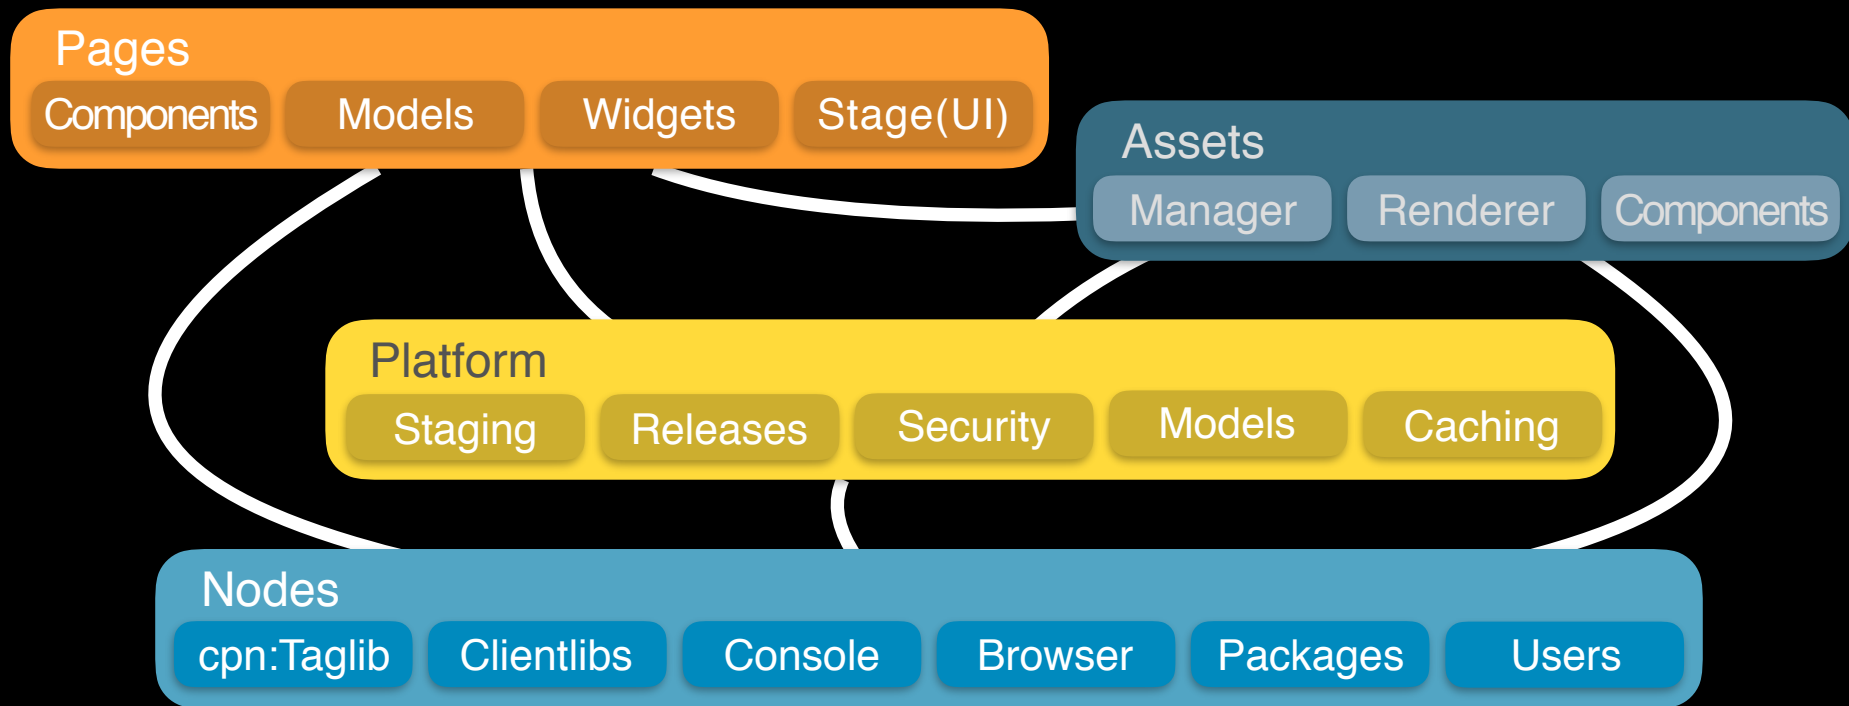 Pages
Components Models Widgets Stage(UI)
Assets
Manager Renderer Components
Platform
Staging Releases Security Models Caching
Nodes
cpn:Taglib Clientlibs Console Browser Packages Users